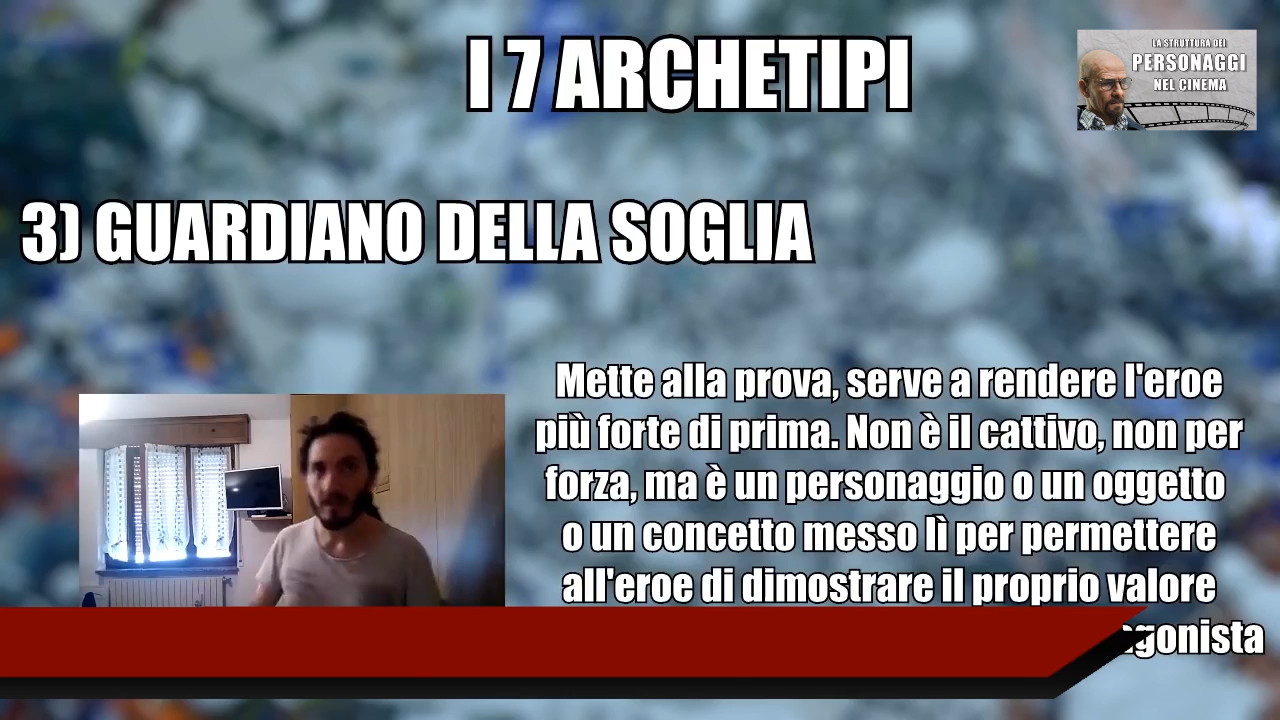 I 7 ARCHETIPI
LA STRUTTURA DEI
PERSONAGGI
NEL CINEMA
3) GUARDIANO DELLA SOGLIA
Mette alla prova, serve a rendere l'eroe
più forte di prima. Non è il cattivo, non per
forza, ma è un personaggio o un oggetto
o un concetto messo lì per permettere
all'eroe di dimostrare il proprio valore